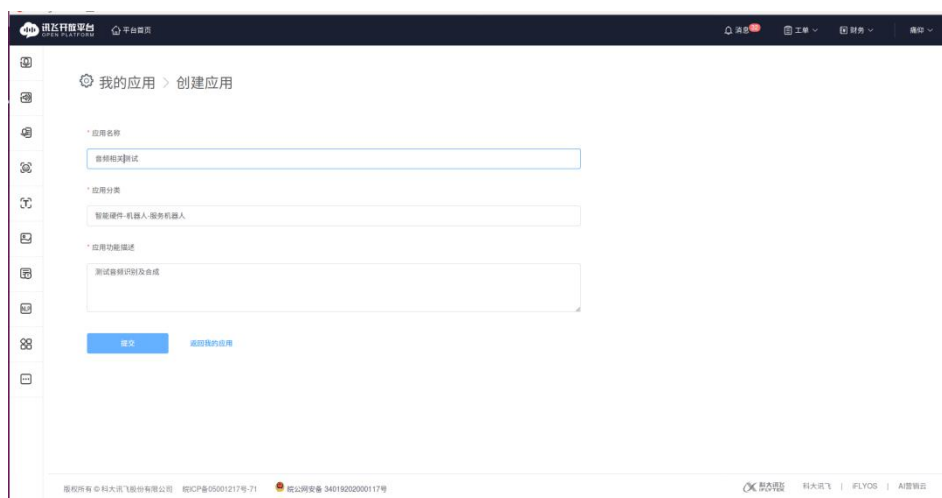 讯飞开放平台
OPEN PLATFORM
平台首页
消息
工单
财务
我的应用 > 创建应用
* 应用名称
音频相关测试
* 应用分类
智能硬件-机器人-服务机器人
* 应用功能描述
测试音频识别及合成
提交
返回我的应用
NLP
版权所有 © 科大讯飞股份有限公司 皖ICP备05001217号-71 皖公网安备 34019202000117号
科大讯飞 iFLYTEK 科大讯飞 | iFLYOS | AI营销云